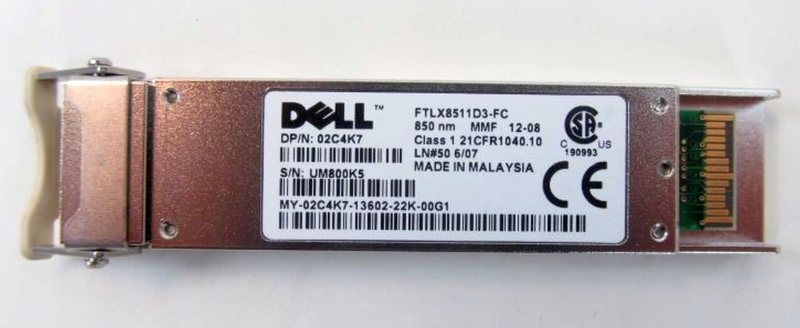 DELL™
DP/N: 02C4K7
S/N: UM800K5
MY-02C4K7-13602-22K-00G1
FTLX8511D3-FC
850 nm MMF 12-08
Class 1 21CFR1040.10
LN#50 6/07
MADE IN MALAYSIA
SA
C US
190993
CE